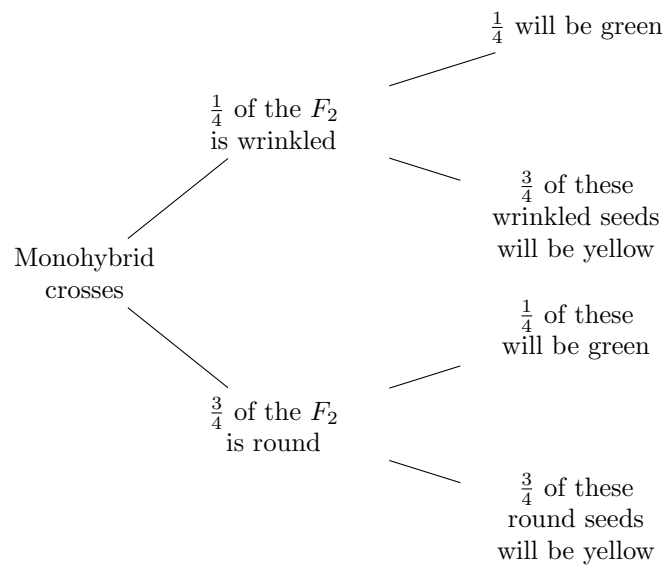 1/4 will be green
1/4 of the F₂
is wrinkled
3/4 of these
wrinkled seeds
will be yellow
Monohybrid
crosses
1/4 of these
will be green
3/4 of the F₂
is round
3/4 of these
round seeds
will be yellow